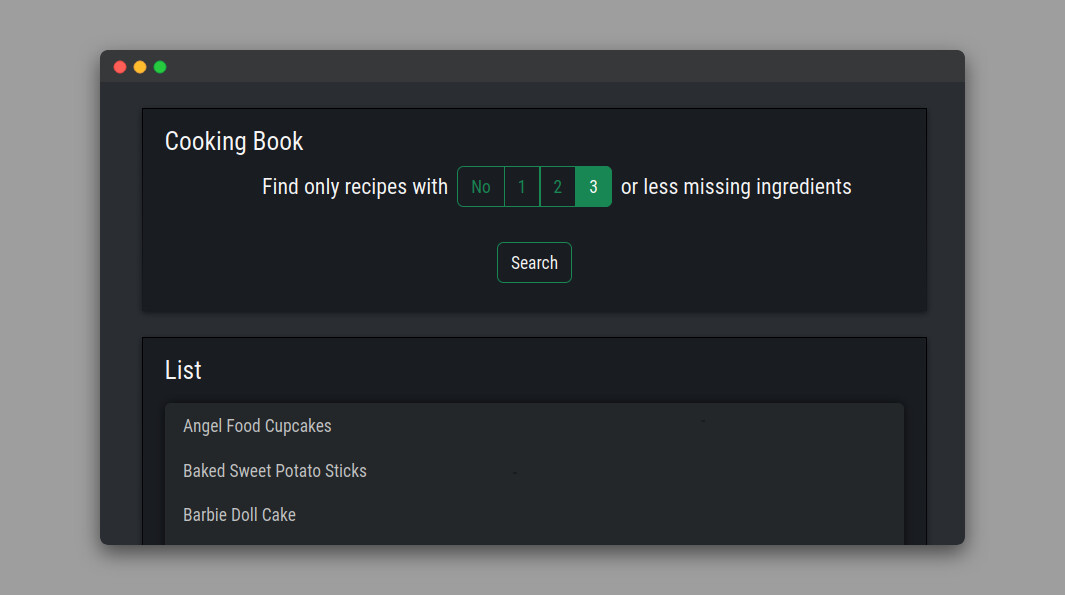 Cooking Book
Find only recipes with No 1 2 3 or less missing ingredients
Search
List
Angel Food Cupcakes
Baked Sweet Potato Sticks
Barbie Doll Cake